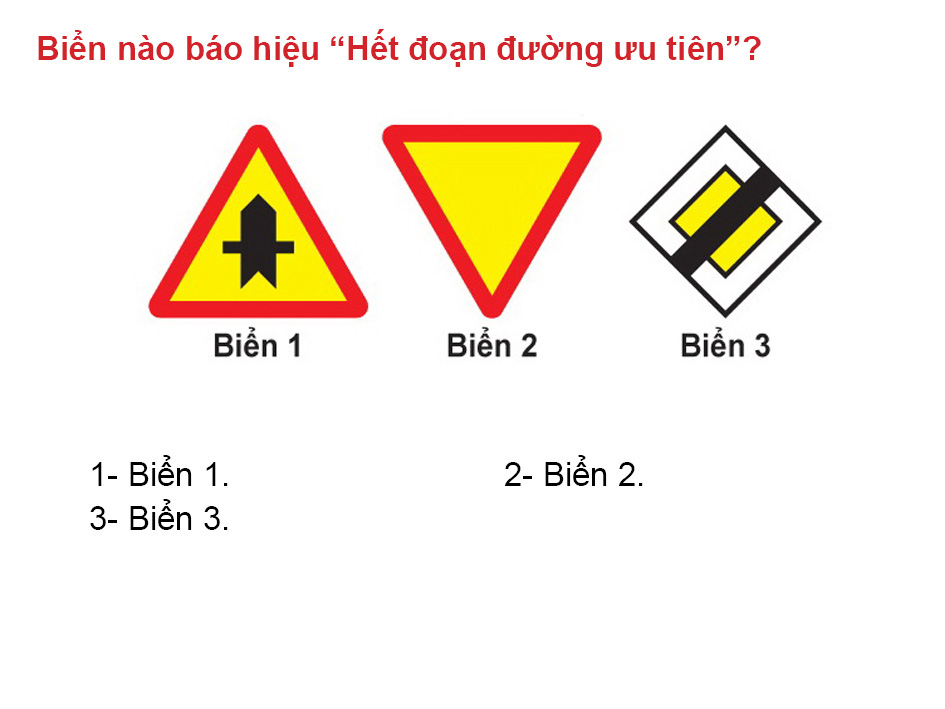 Biển nào báo hiệu “Hết đoạn đường ưu tiên”?
Biển 1 Biển 2 Biển 3
1- Biển 1. 2- Biển 2.
3- Biển 3.